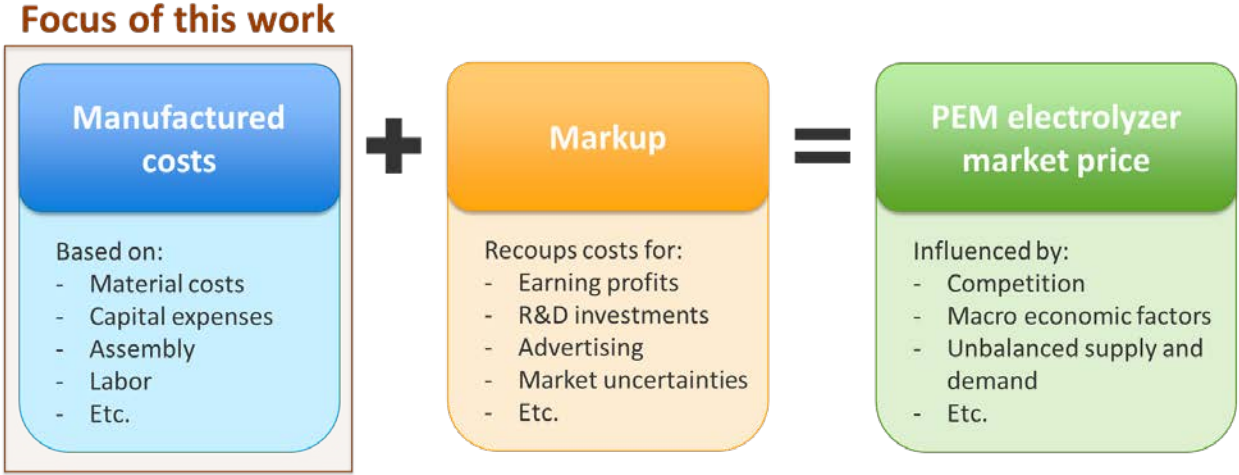 Focus of this work
Manufactured
costs
Based on:
- Material costs
- Capital expenses
- Assembly
- Labor
- Etc.
+
Markup
Recoups costs for:
- Earning profits
- R&D investments
- Advertising
- Market uncertainties
- Etc.
=
PEM electrolyzer
market price
Influenced by:
- Competition
- Macro economic factors
- Unbalanced supply and
demand
- Etc.